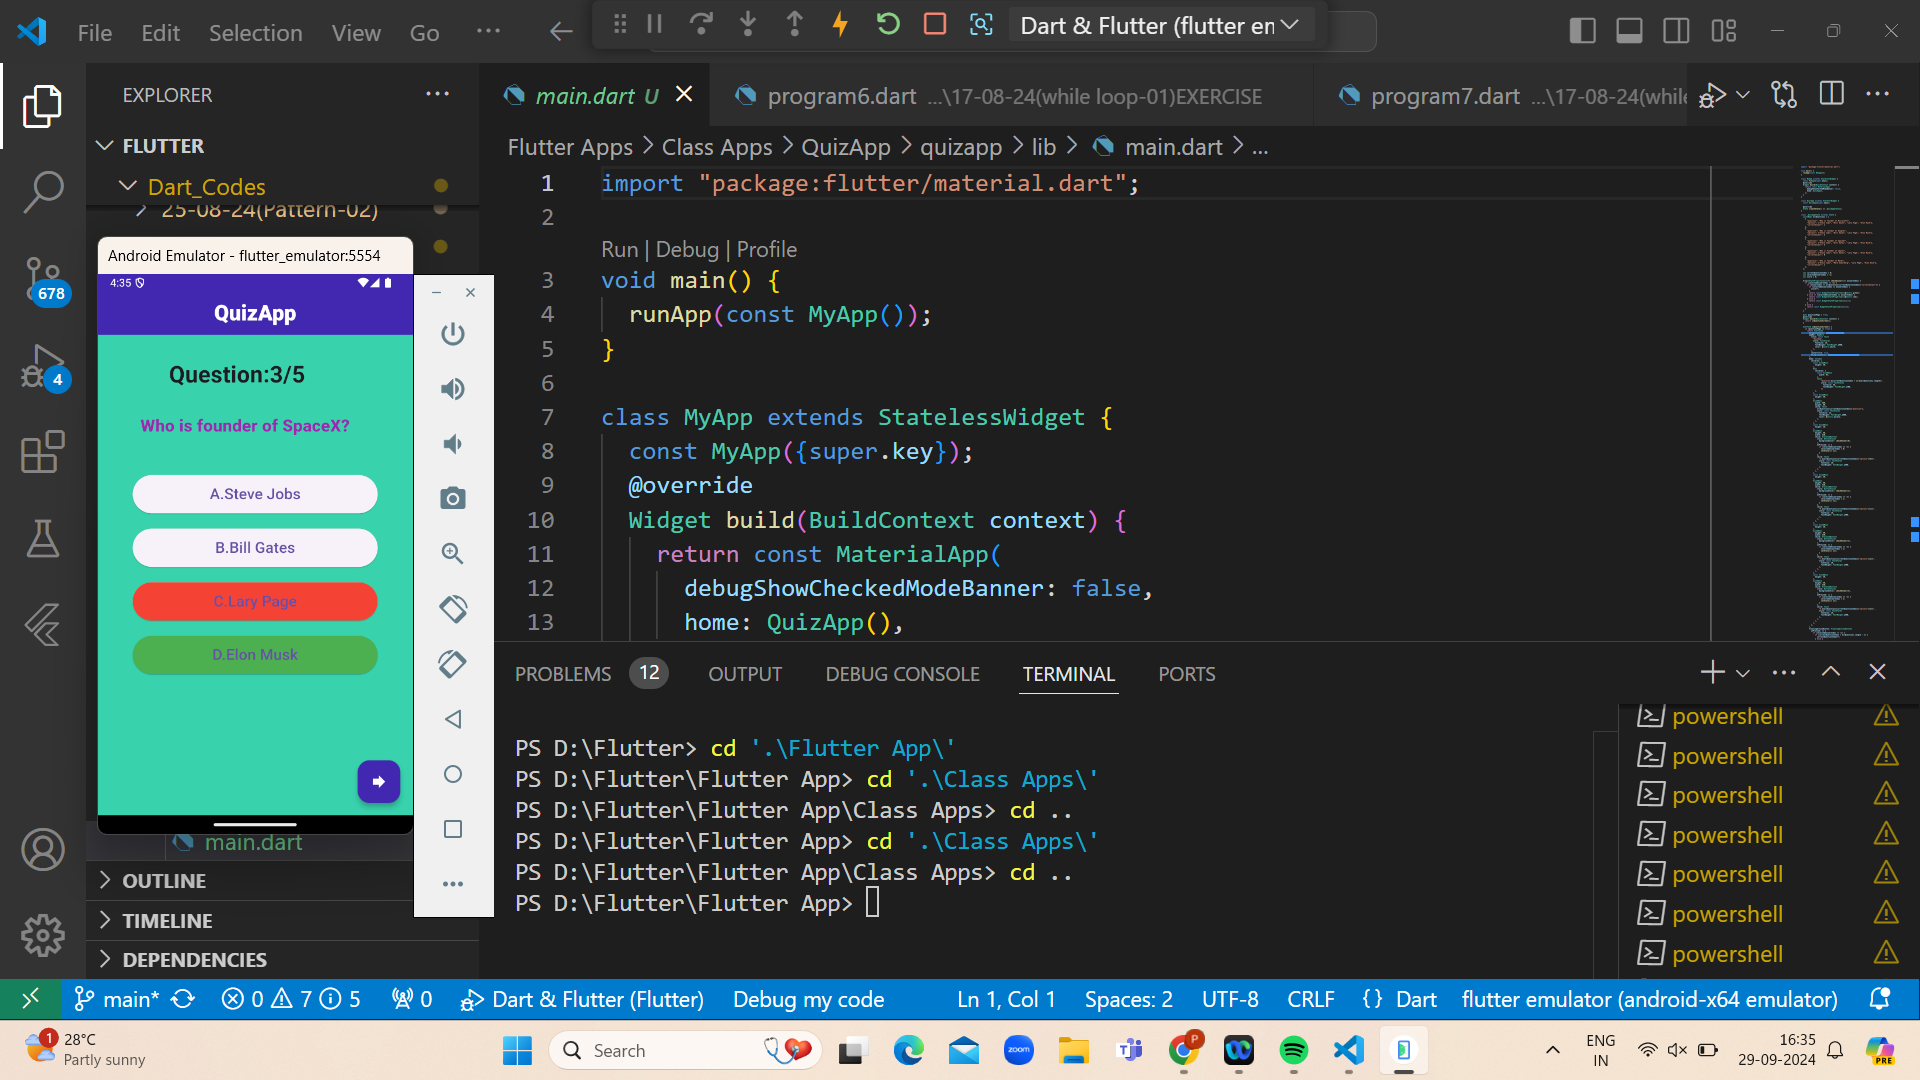 File Edit Selection View Go ...
Dart & Flutter (flutter en
EXPLORER
main.dart U
program6.dart ...\17-08-24(while loop-01)EXERCISE
program7.dart ...\17-08-24(while
FLUTTER
Flutter Apps > Class Apps > QuizApp > quizapp > lib > main.dart > ...
Dart_Codes
25-08-24(Pattern-02)
1 import "package:flutter/material.dart";
2
Run | Debug | Profile
3 void main() {
4 runApp(const MyApp());
5 }
6
7 class MyApp extends StatelessWidget {
8 const MyApp({super.key});
9 @override
10 Widget build(BuildContext context) {
11 return const MaterialApp(
12 debugShowCheckedModeBanner: false,
13 home: QuizApp(),
678
4
Android Emulator - flutter_emulator:5554
4:35
QuizApp
Question:3/5
Who is founder of SpaceX?
A.Steve Jobs
B.Bill Gates
C.Lary Page
D.Elon Musk
main.dart
OUTLINE
TIMELINE
DEPENDENCIES
PROBLEMS 12 OUTPUT DEBUG CONSOLE TERMINAL PORTS
PS D:\Flutter> cd '.\Flutter App\'
PS D:\Flutter\Flutter App> cd '.\Class Apps\'
PS D:\Flutter\Flutter App\Class Apps> cd ..
PS D:\Flutter\Flutter App> cd '.\Class Apps\'
PS D:\Flutter\Flutter App\Class Apps> cd ..
PS D:\Flutter\Flutter App>
powershell
powershell
powershell
powershell
powershell
powershell
powershell
main* 0 7 5 0 Dart & Flutter (Flutter) Debug my code Ln 1, Col 1 Spaces: 2 UTF-8 CRLF {} Dart flutter emulator (android-x64 emulator)
1
28°C
Partly sunny
Search
zoom
P
ENG
IN
16:35
29-09-2024
PRE